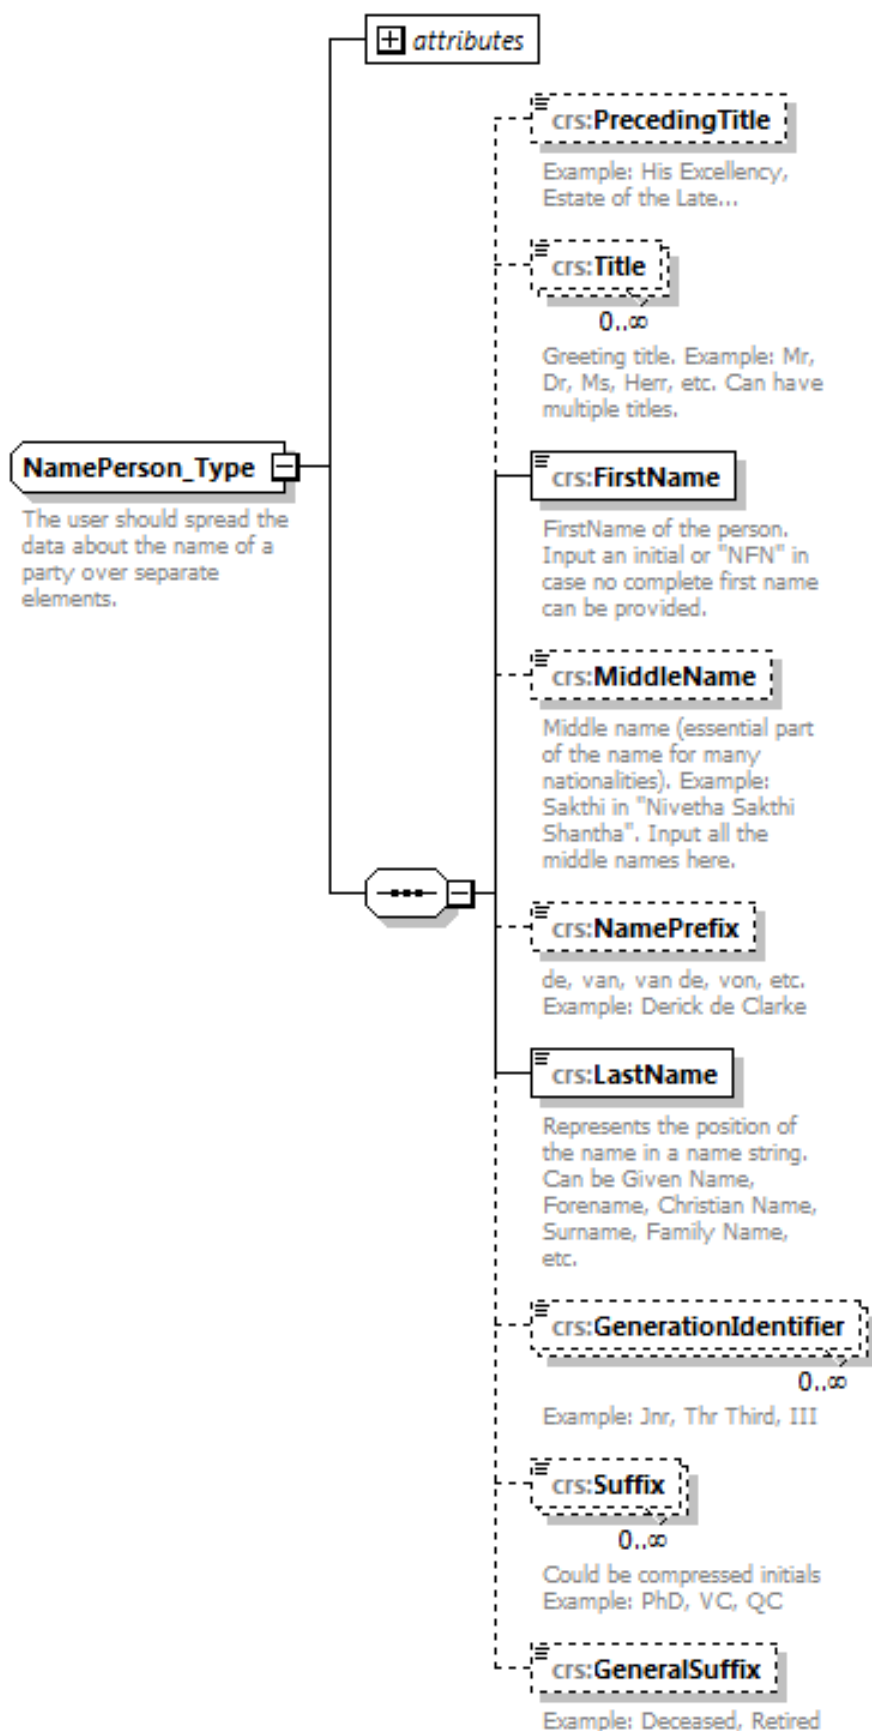 attributes
crs:PrecedingTitle
Example: His Excellency,
Estate of the Late...
crs:Title
0..∞
Greeting title. Example: Mr,
Dr, Ms, Herr, etc. Can have
multiple titles.
NamePerson_Type
The user should spread the
data about the name of a
party over separate
elements.
crs:FirstName
FirstName of the person.
Input an initial or "NFN" in
case no complete first name
can be provided.
crs:MiddleName
Middle name (essential part
of the name for many
nationalities). Example:
Sakthi in "Nivetha Sakthi
Shantha". Input all the
middle names here.
crs:NamePrefix
de, van, van de, von, etc.
Example: Derick de Clarke
crs:LastName
Represents the position of
the name in a name string.
Can be Given Name,
Forename, Christian Name,
Surname, Family Name,
etc.
crs:GenerationIdentifier
0..∞
Example: Jnr, Thr Third, III
crs:Suffix
0..∞
Could be compressed initials
Example: PhD, VC, QC
crs:GeneralSuffix
Example: Deceased, Retired